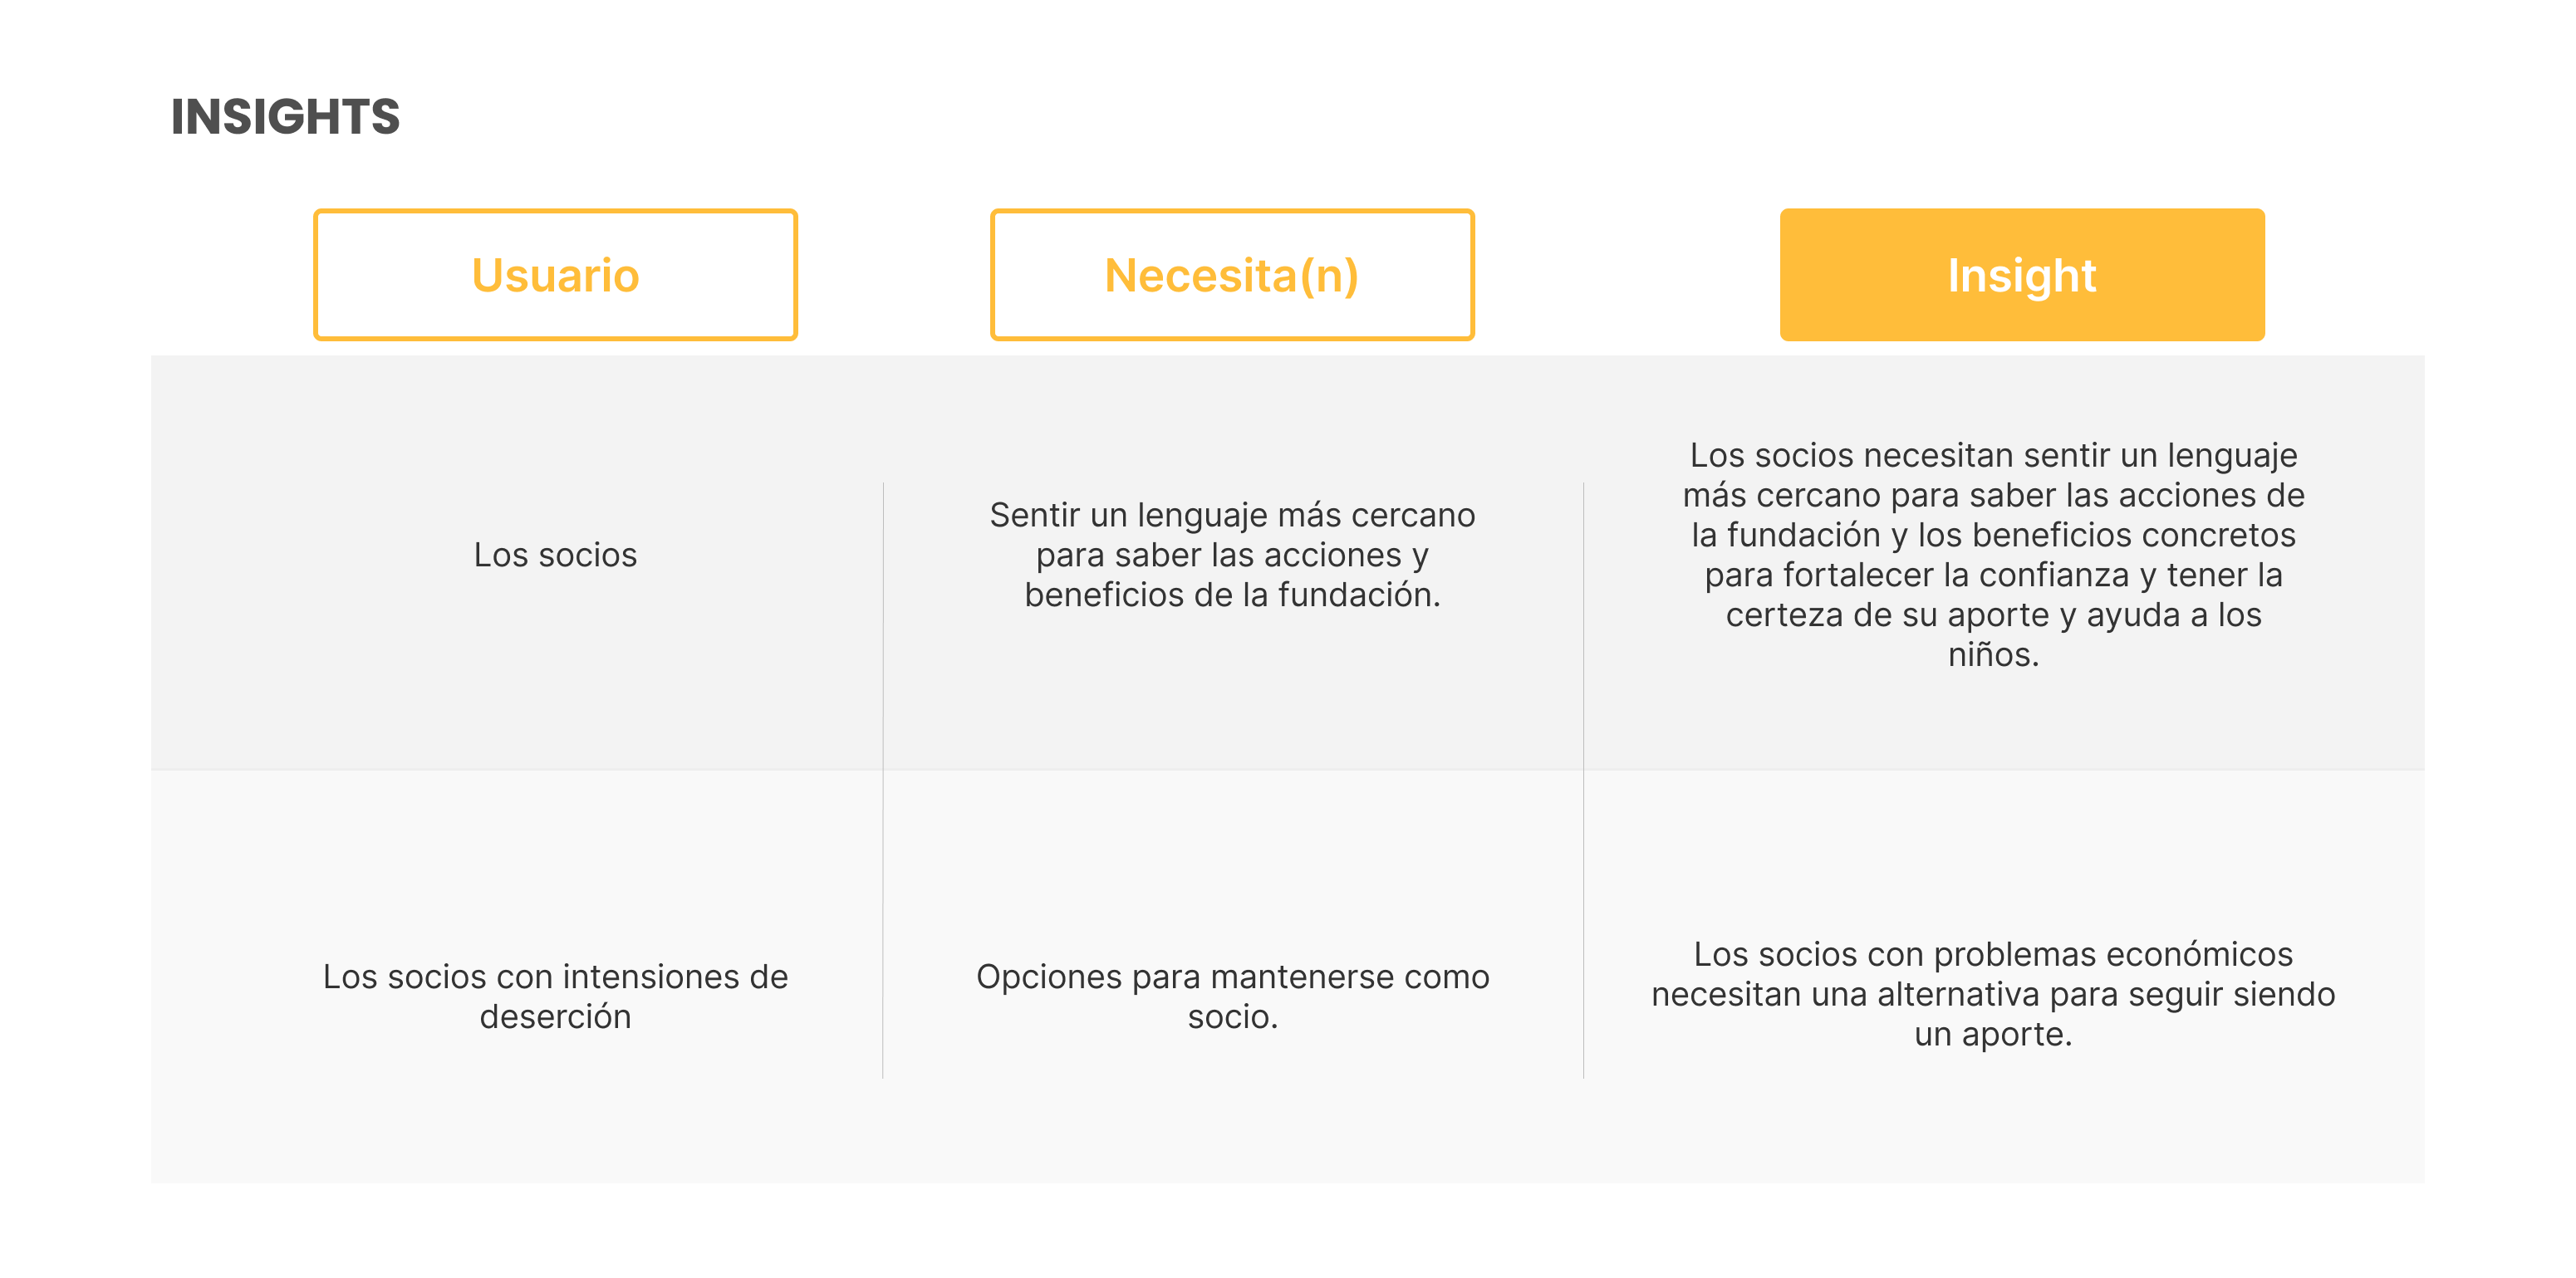 INSIGHTS
Usuario
Necesita(n)
Insight
Los socios
Sentir un lenguaje más cercano
para saber las acciones y
beneficios de la fundación.
Los socios necesitan sentir un lenguaje
más cercano para saber las acciones de
la fundación y los beneficios concretos
para fortalecer la confianza y tener la
certeza de su aporte y ayuda a los
niños.
Los socios con intensiones de
deserción
Opciones para mantenerse como
socio.
Los socios con problemas económicos
necesitan una alternativa para seguir siendo
un aporte.